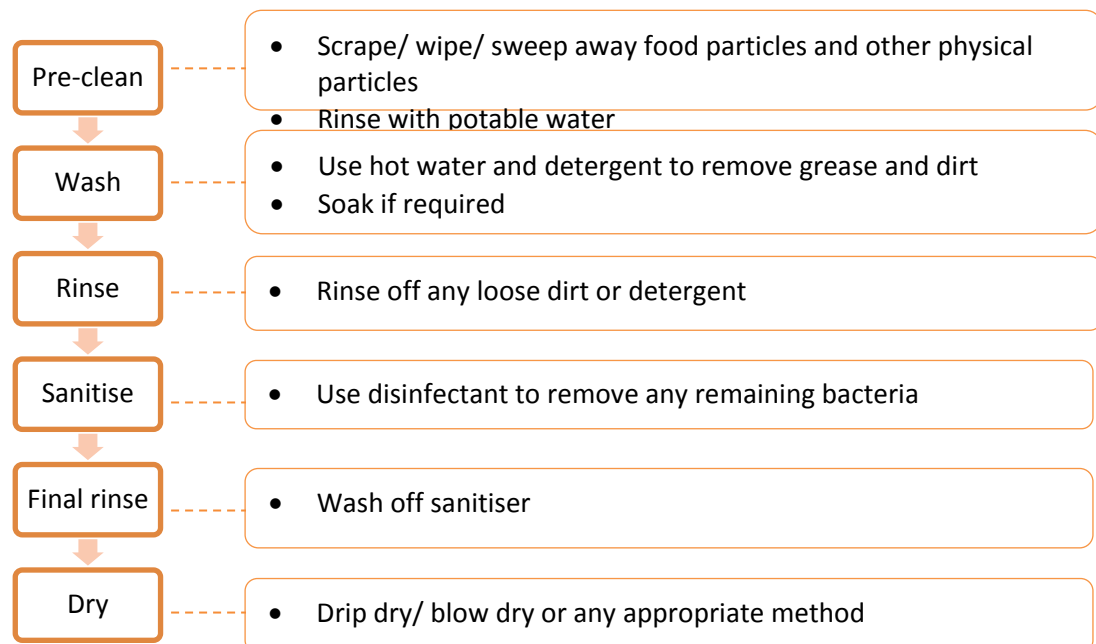 Pre-clean
• Scrape/ wipe/ sweep away food particles and other physical
particles
• Rinse with potable water
Wash
• Use hot water and detergent to remove grease and dirt
• Soak if required
Rinse
• Rinse off any loose dirt or detergent
Sanitise
• Use disinfectant to remove any remaining bacteria
Final rinse
• Wash off sanitiser
Dry
• Drip dry/ blow dry or any appropriate method